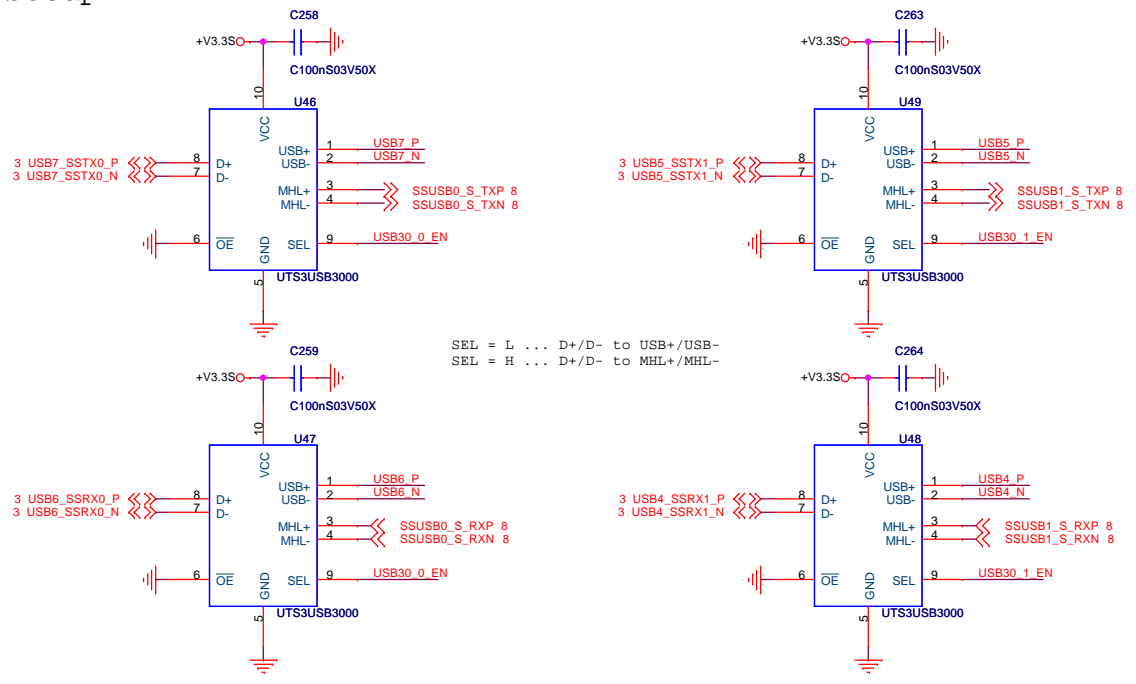 C258
+V3.3S
C100nS03V50X
10
U46
VCC
3 USB7_SSTX0_P 8 D+ USB+ 1 USB7_P
3 USB7_SSTX0_N 7 D- USB- 2 USB7_N
MHL+ 3 SSUSB0_S_TXP 8
MHL- 4 SSUSB0_S_TXN 8
6 OE SEL 9 USB30_0_EN
GND
5
UTS3USB3000
C263
+V3.3S
C100nS03V50X
10
U49
VCC
3 USB5_SSTX1_P 8 D+ USB+ 1 USB5_P
3 USB5_SSTX1_N 7 D- USB- 2 USB5_N
MHL+ 3 SSUSB1_S_TXP 8
MHL- 4 SSUSB1_S_TXN 8
6 OE SEL 9 USB30_1_EN
GND
5
UTS3USB3000
SEL = L ... D+/D- to USB+/USB-
SEL = H ... D+/D- to MHL+/MHL-
C259
+V3.3S
C100nS03V50X
10
U47
VCC
3 USB6_SSRX0_P 8 D+ USB+ 1 USB6_P
3 USB6_SSRX0_N 7 D- USB- 2 USB6_N
MHL+ 3 SSUSB0_S_RXP 8
MHL- 4 SSUSB0_S_RXN 8
6 OE SEL 9 USB30_0_EN
GND
5
UTS3USB3000
C264
+V3.3S
C100nS03V50X
10
U48
VCC
3 USB4_SSRX1_P 8 D+ USB+ 1 USB4_P
3 USB4_SSRX1_N 7 D- USB- 2 USB4_N
MHL+ 3 SSUSB1_S_RXP 8
MHL- 4 SSUSB1_S_RXN 8
6 OE SEL 9 USB30_1_EN
GND
5
UTS3USB3000